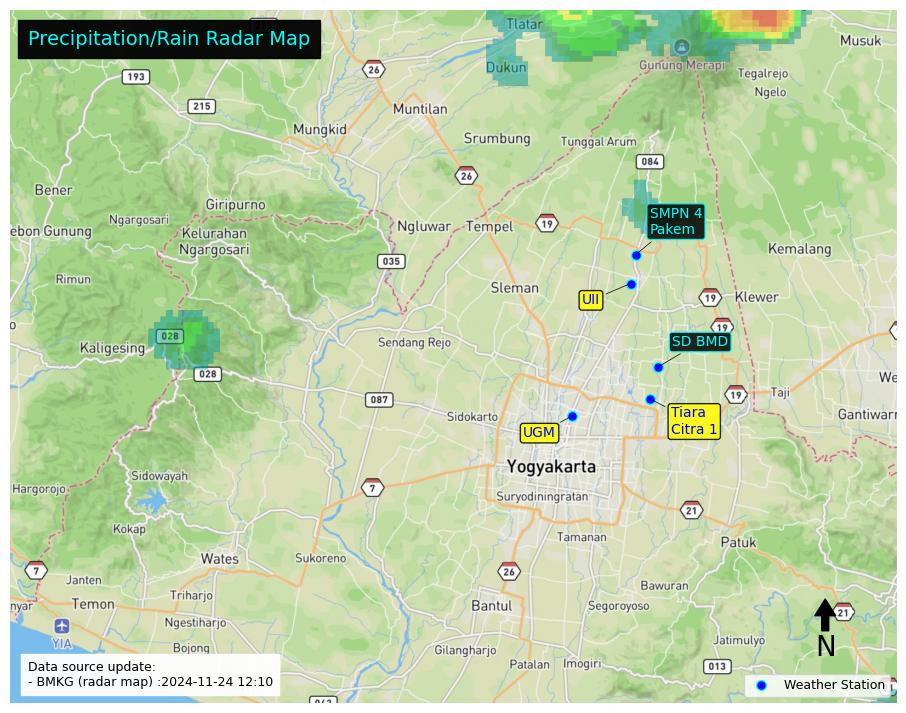 Precipitation/Rain Radar Map
Tlatar
Musuk
Dukun
Gunung Merapi
Tegalrejo
Ngelo
26
193
215
Muntilan
Mungkid
Srumbung
Tunggal Arum
084
26
Bener
Giripurno
Ngargosari
ebon Gunung
Kelurahan
Ngargosari
Ngluwar
Tempel
19
SMPN 4
Pakem
Kemalang
035
Rimun
Sleman
UII
19
Klewer
19
028
Kaligesing
Sendang Rejo
SD BMD
028
087
Sidokarto
19
Taji
We
Gantiwarn
Tiara
Citra 1
UGM
Yogyakarta
Sidowayah
Hargorojo
7
Suryodiningratan
21
Kokap
Tamanan
Patuk
Wates
Sukoreno
7
Janten
26
Bawuran
Triharjo
nyar
Temon
Bantul
Segoroyoso
21
Ngestiharjo
YIA
N
Jatimulyo
Bojong
Gilangharjo
Patalan
Imogiri
013
Data source update:
- BMKG (radar map) :2024-11-24 12:10
Weather Station